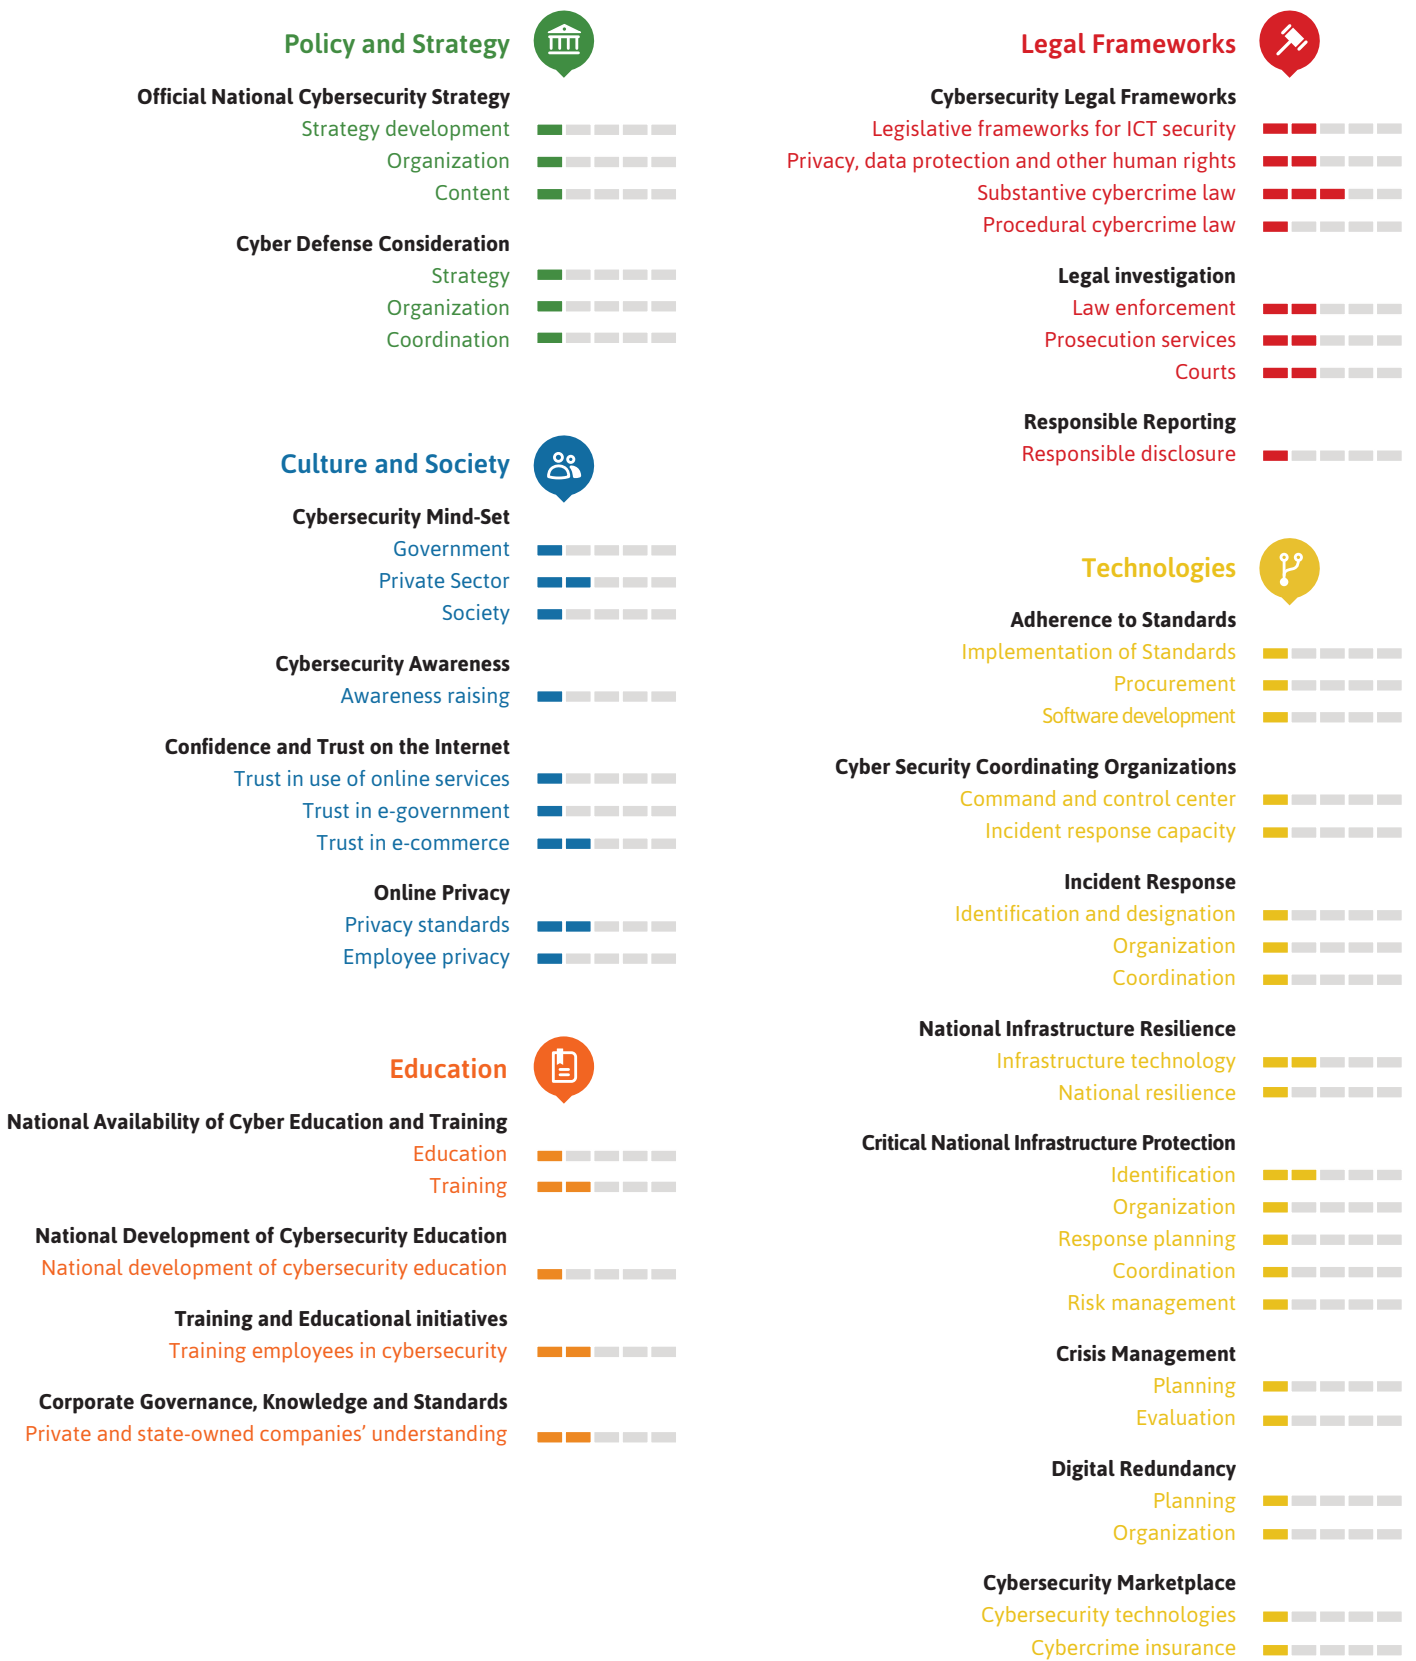 Policy and Strategy
Official National Cybersecurity Strategy
Strategy development
Organization
Content
Cyber Defense Consideration
Strategy
Organization
Coordination
Culture and Society
Cybersecurity Mind-Set
Government
Private Sector
Society
Cybersecurity Awareness
Awareness raising
Confidence and Trust on the Internet
Trust in use of online services
Trust in e-government
Trust in e-commerce
Online Privacy
Privacy standards
Employee privacy
Education
National Availability of Cyber Education and Training
Education
Training
National Development of Cybersecurity Education
National development of cybersecurity education
Training and Educational initiatives
Training employees in cybersecurity
Corporate Governance, Knowledge and Standards
Private and state-owned companies’ understanding
Legal Frameworks
Cybersecurity Legal Frameworks
Legislative frameworks for ICT security
Privacy, data protection and other human rights
Substantive cybercrime law
Procedural cybercrime law
Legal investigation
Law enforcement
Prosecution services
Courts
Responsible Reporting
Responsible disclosure
Technologies
Adherence to Standards
Implementation of Standards
Procurement
Software development
Cyber Security Coordinating Organizations
Command and control center
Incident response capacity
Incident Response
Identification and designation
Organization
Coordination
National Infrastructure Resilience
Infrastructure technology
National resilience
Critical National Infrastructure Protection
Identification
Organization
Response planning
Coordination
Risk management
Crisis Management
Planning
Evaluation
Digital Redundancy
Planning
Organization
Cybersecurity Marketplace
Cybersecurity technologies
Cybercrime insurance